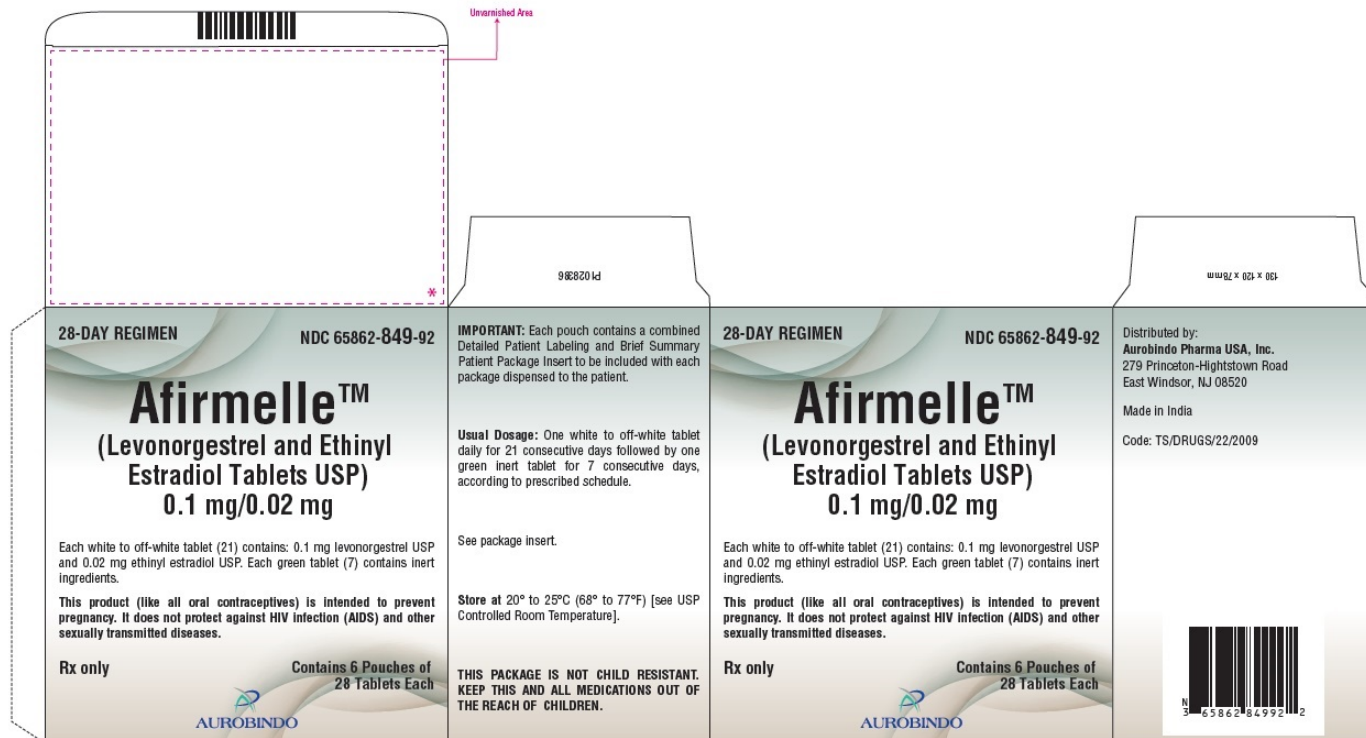 Unvarnished Area
*
P1028386
130 x 120 x 78 mm
28-DAY REGIMEN
NDC 65862-849-92
Afirmelle™
(Levonorgestrel and Ethinyl
Estradiol Tablets USP)
0.1 mg/0.02 mg
Each white to off-white tablet (21) contains: 0.1 mg levonorgestrel USP
and 0.02 mg ethinyl estradiol USP. Each green tablet (7) contains inert
ingredients.
This product (like all oral contraceptives) is intended to prevent
pregnancy. It does not protect against HIV infection (AIDS) and other
sexually transmitted diseases.
Rx only
Contains 6 Pouches of
28 Tablets Each
AUROBINDO
IMPORTANT: Each pouch contains a combined
Detailed Patient Labeling and Brief Summary
Patient Package Insert to be included with each
package dispensed to the patient.
Usual Dosage: One white to off-white tablet
daily for 21 consecutive days followed by one
green inert tablet for 7 consecutive days,
according to prescribed schedule.
See package insert.
Store at 20° to 25°C (68° to 77°F) [see USP
Controlled Room Temperature].
THIS PACKAGE IS NOT CHILD RESISTANT.
KEEP THIS AND ALL MEDICATIONS OUT OF
THE REACH OF CHILDREN.
28-DAY REGIMEN
NDC 65862-849-92
Afirmelle™
(Levonorgestrel and Ethinyl
Estradiol Tablets USP)
0.1 mg/0.02 mg
Each white to off-white tablet (21) contains: 0.1 mg levonorgestrel USP
and 0.02 mg ethinyl estradiol USP. Each green tablet (7) contains inert
ingredients.
This product (like all oral contraceptives) is intended to prevent
pregnancy. It does not protect against HIV infection (AIDS) and other
sexually transmitted diseases.
Rx only
Contains 6 Pouches of
28 Tablets Each
AUROBINDO
Distributed by:
Aurobindo Pharma USA, Inc.
279 Princeton-Hightstown Road
East Windsor, NJ 08520
Made in India
Code: TS/DRUGS/22/2009
N
3 65862 84992 2